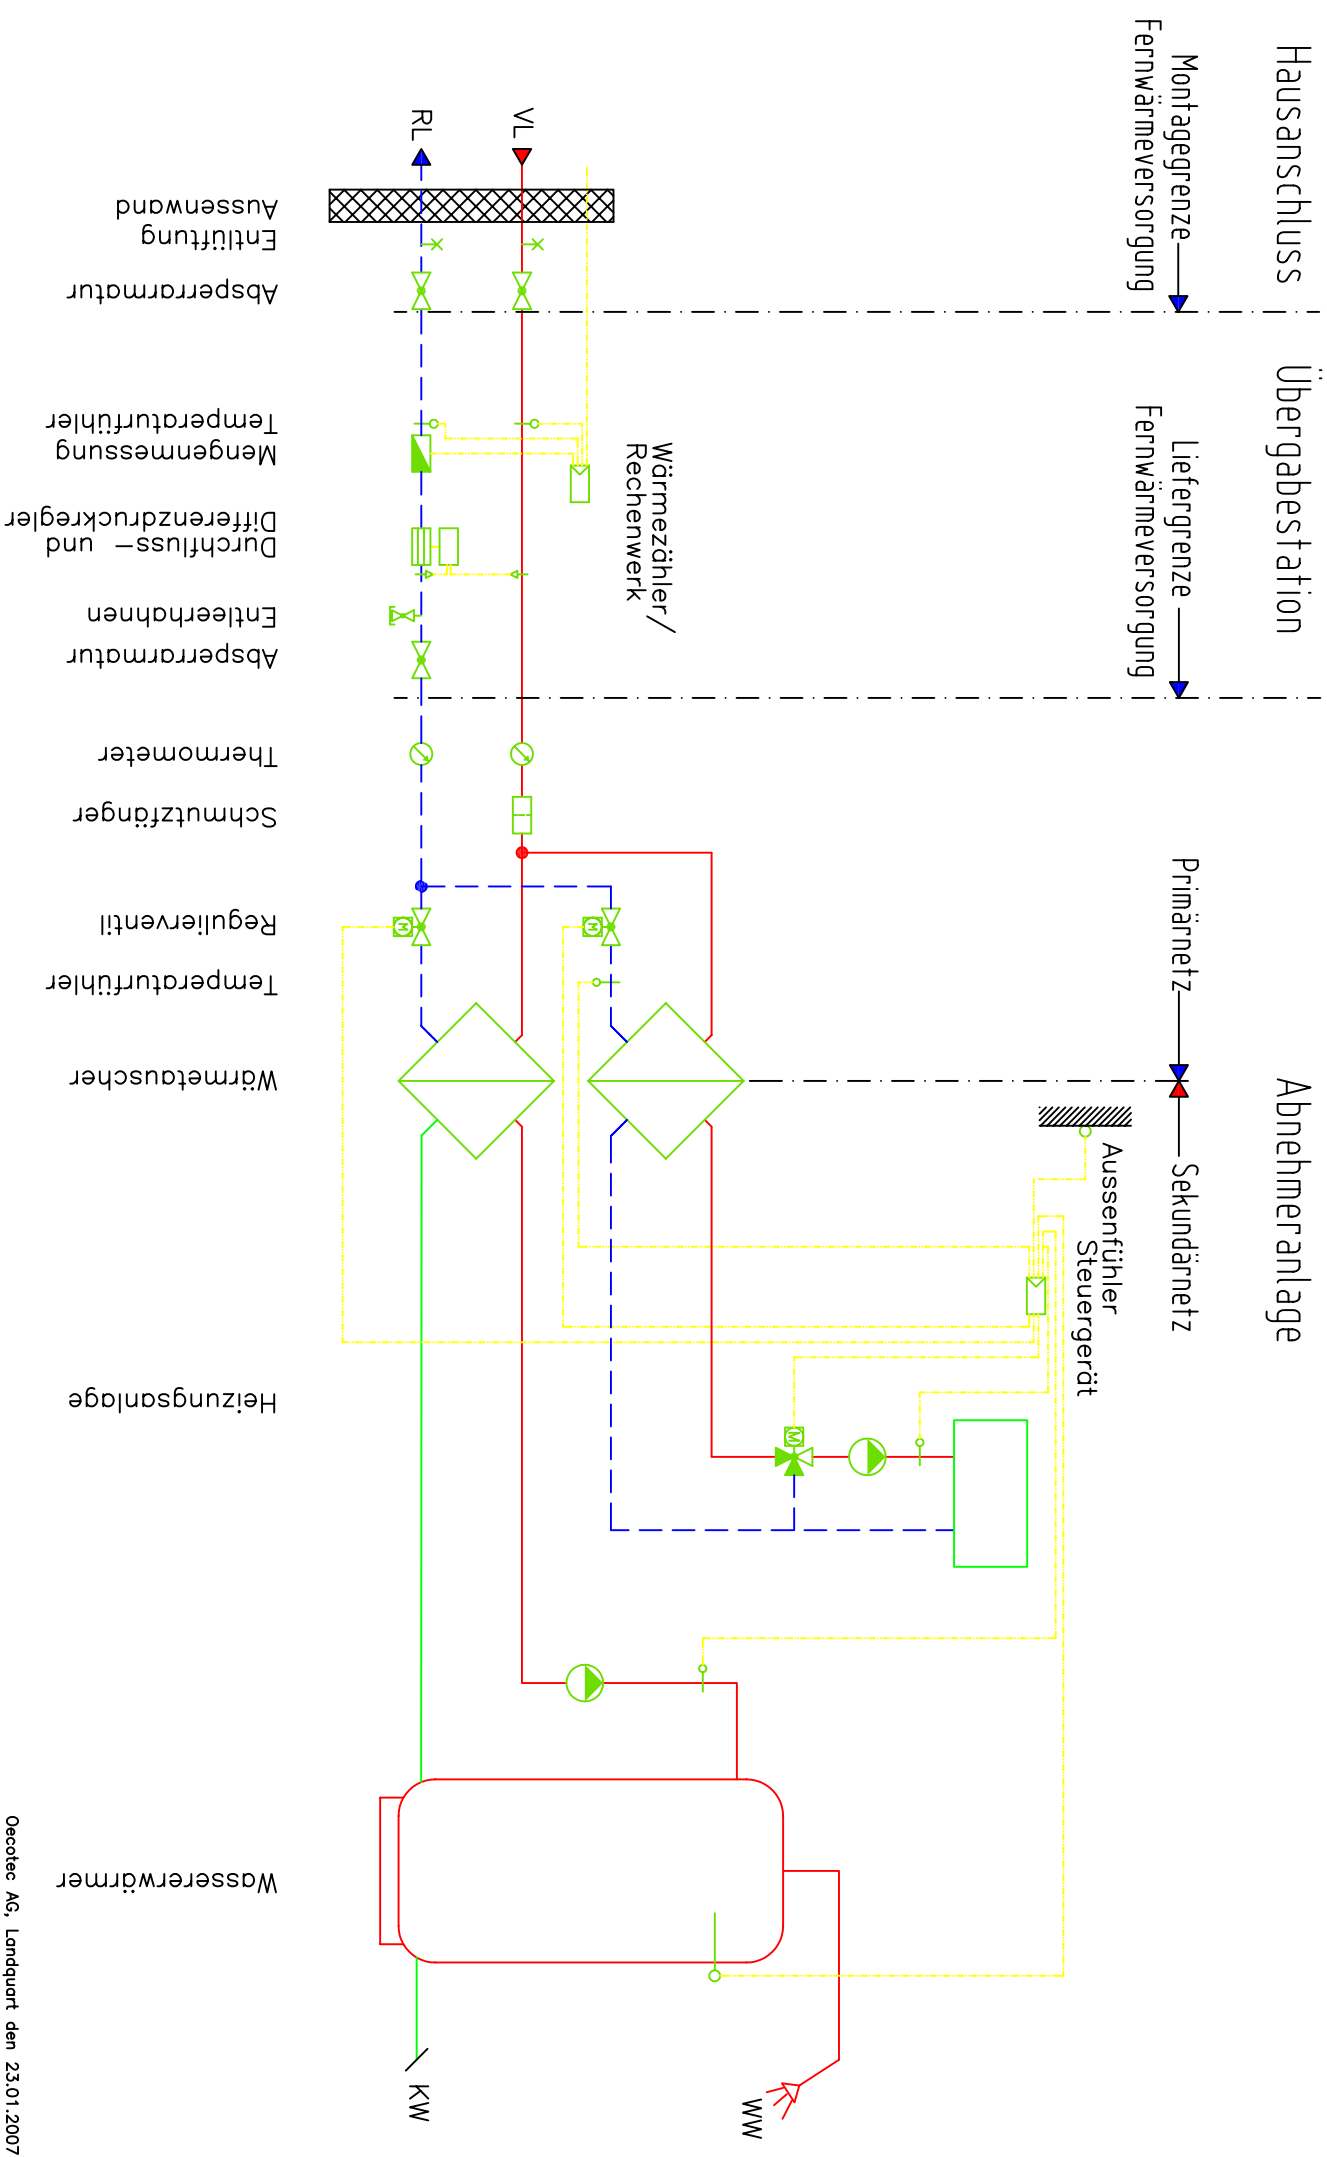 Hausanschluss
Übergabestation
Abnehmeranlage
Montagegrenze
Fernwärmeversorgung
Liefergrenze
Fernwärmeversorgung
Primärnetz
Sekundärnetz
Aussenfühler
Steuergerät
Wärmezähler/
Rechenwerk
VL
RL
WW
KW
Aussenwand
Entlüftung
Absperrarmatur
Temperaturfühler
Mengenmessung
Durchfluss- und
Differenzdruckregler
Entleerhahnen
Absperrarmatur
Thermometer
Schmutzfänger
Regulierventil
Temperaturfühler
Wärmetauscher
Heizungsanlage
Wassererwärmer
M
M
M
Oecotec AG, Landquart den 23.01.2007